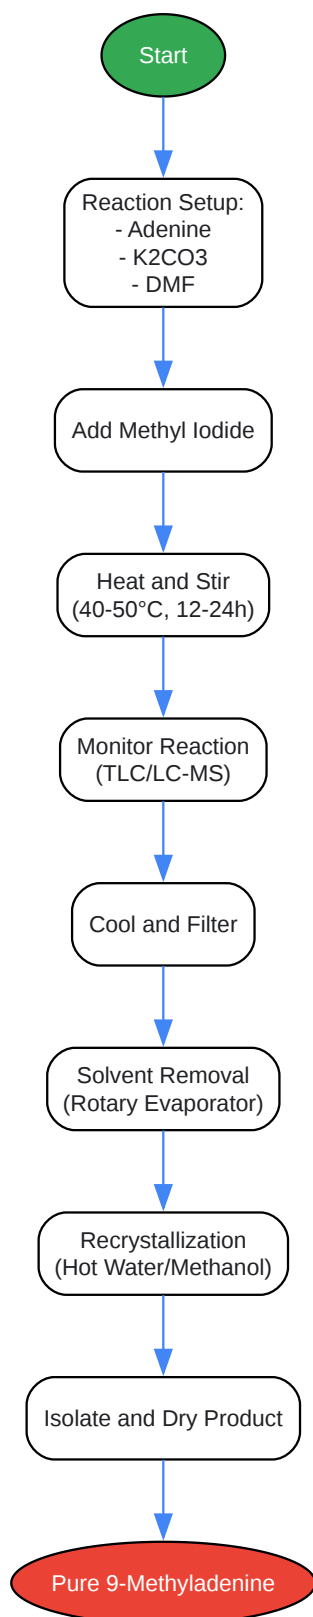 Start
Reaction Setup:
- Adenine
- K2CO3
- DMF
Add Methyl Iodide
Heat and Stir
(40-50°C, 12-24h)
Monitor Reaction
(TLC/LC-MS)
Cool and Filter
Solvent Removal
(Rotary Evaporator)
Recrystallization
(Hot Water/Methanol)
Isolate and Dry Product
Pure 9-Methyladenine